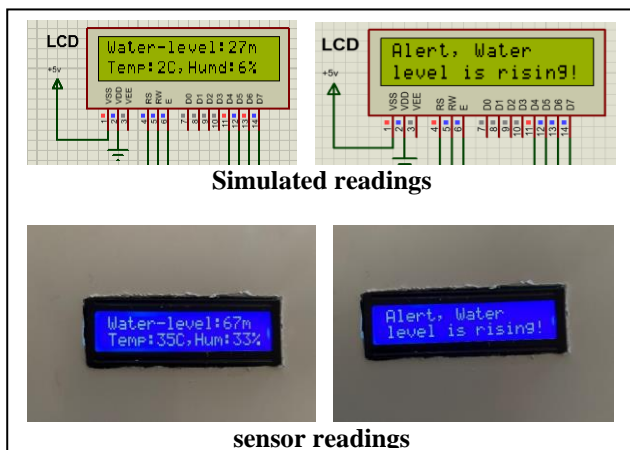 LCD
+5v
Water-level:27m
Temp:2C,Humd:6%
VSS VDD VEE RS RW E D0 D1 D2 D3 D4 D5 D6 D7
1 2 3 4 5 6 7 8 9 10 11 12 13 14
LCD
+5v
Alert, Water
level is rising!
VSS VDD VEE RS RW E D0 D1 D2 D3 D4 D5 D6 D7
1 2 3 4 5 6 7 8 9 10 11 12 13 14
Simulated readings
Water-level:67m
Temp:35C,Hum:33%
Alert, Water
level is rising!
sensor readings